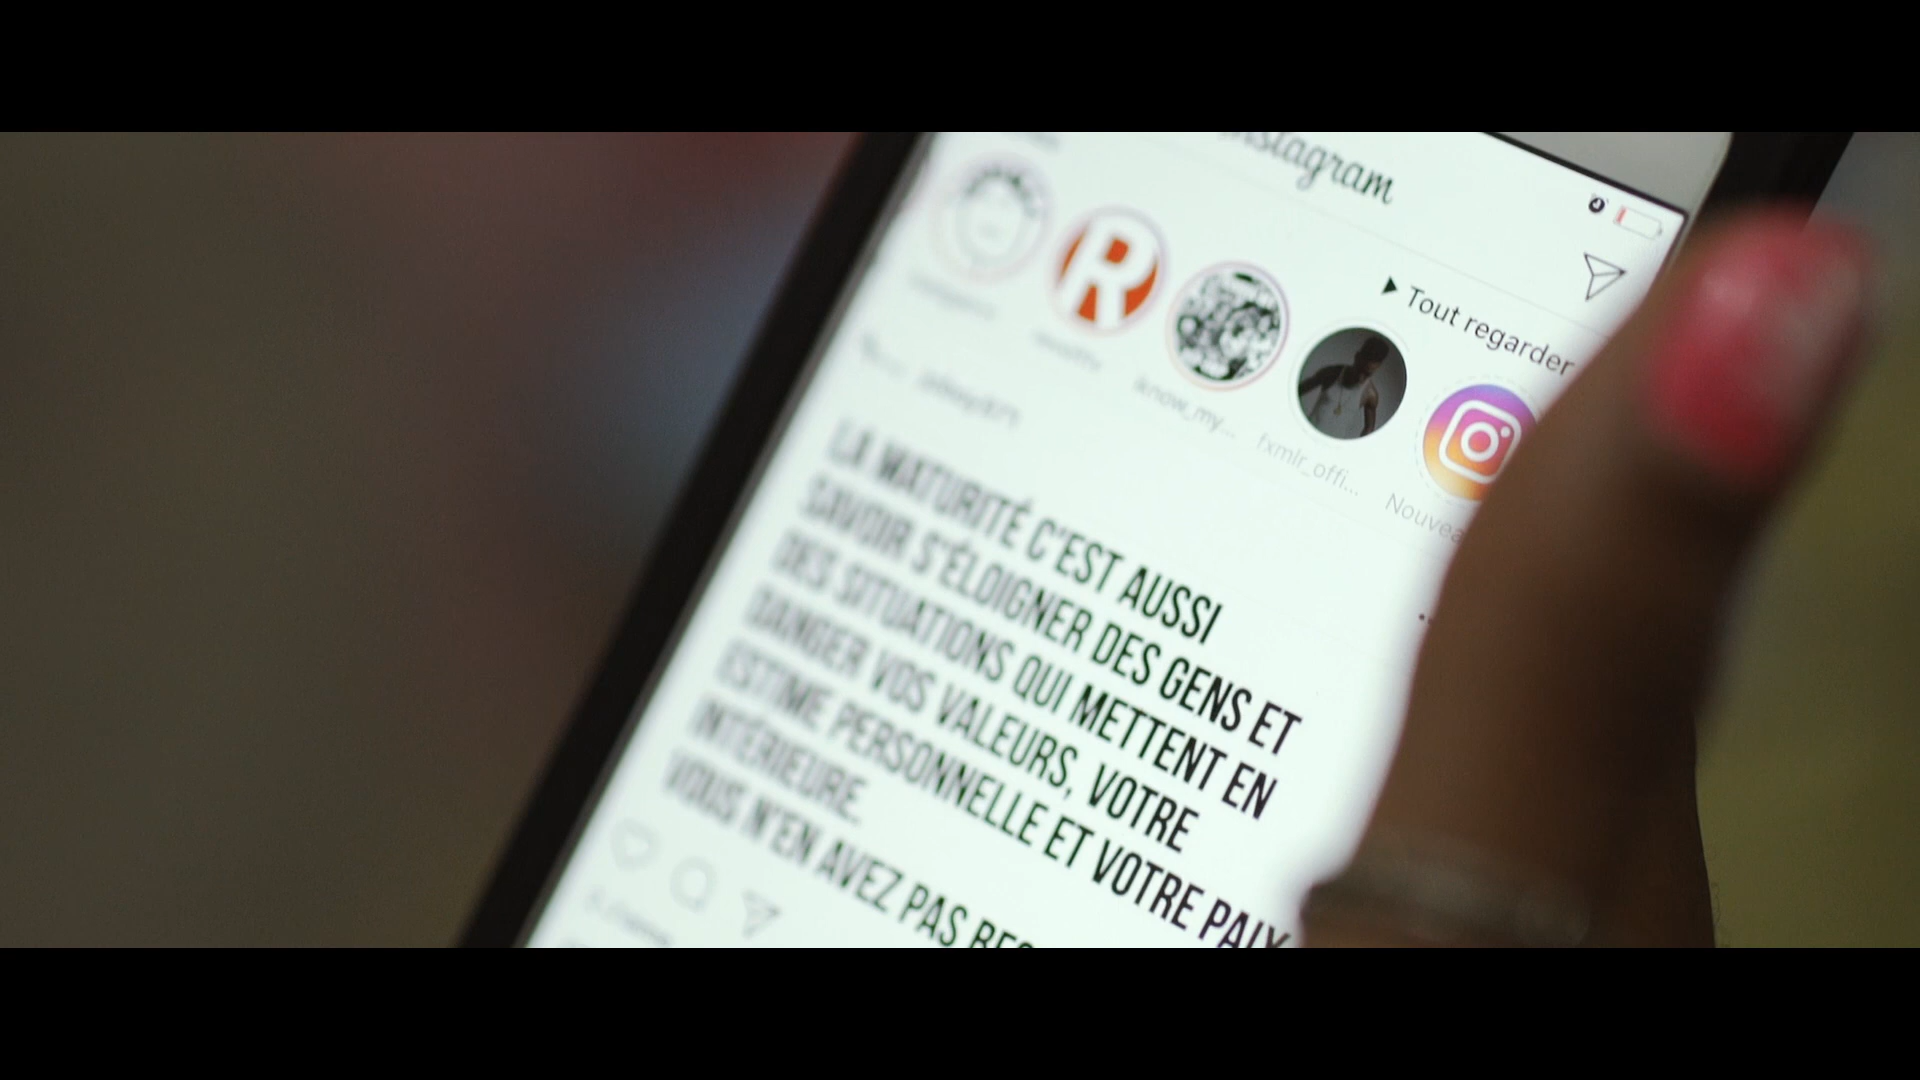 Instagram
Tout regarder
R
know_my...
fxmlr_offi...
Nouvea
LA MATURITÉ C'EST AUSSI
SAVOIR S'ÉLOIGNER DES GENS ET
DES SITUATIONS QUI METTENT EN
DANGER VOS VALEURS, VOTRE
ESTIME PERSONNELLE ET VOTRE PAIX
INTÉRIEURE.
VOUS N'EN AVEZ PAS